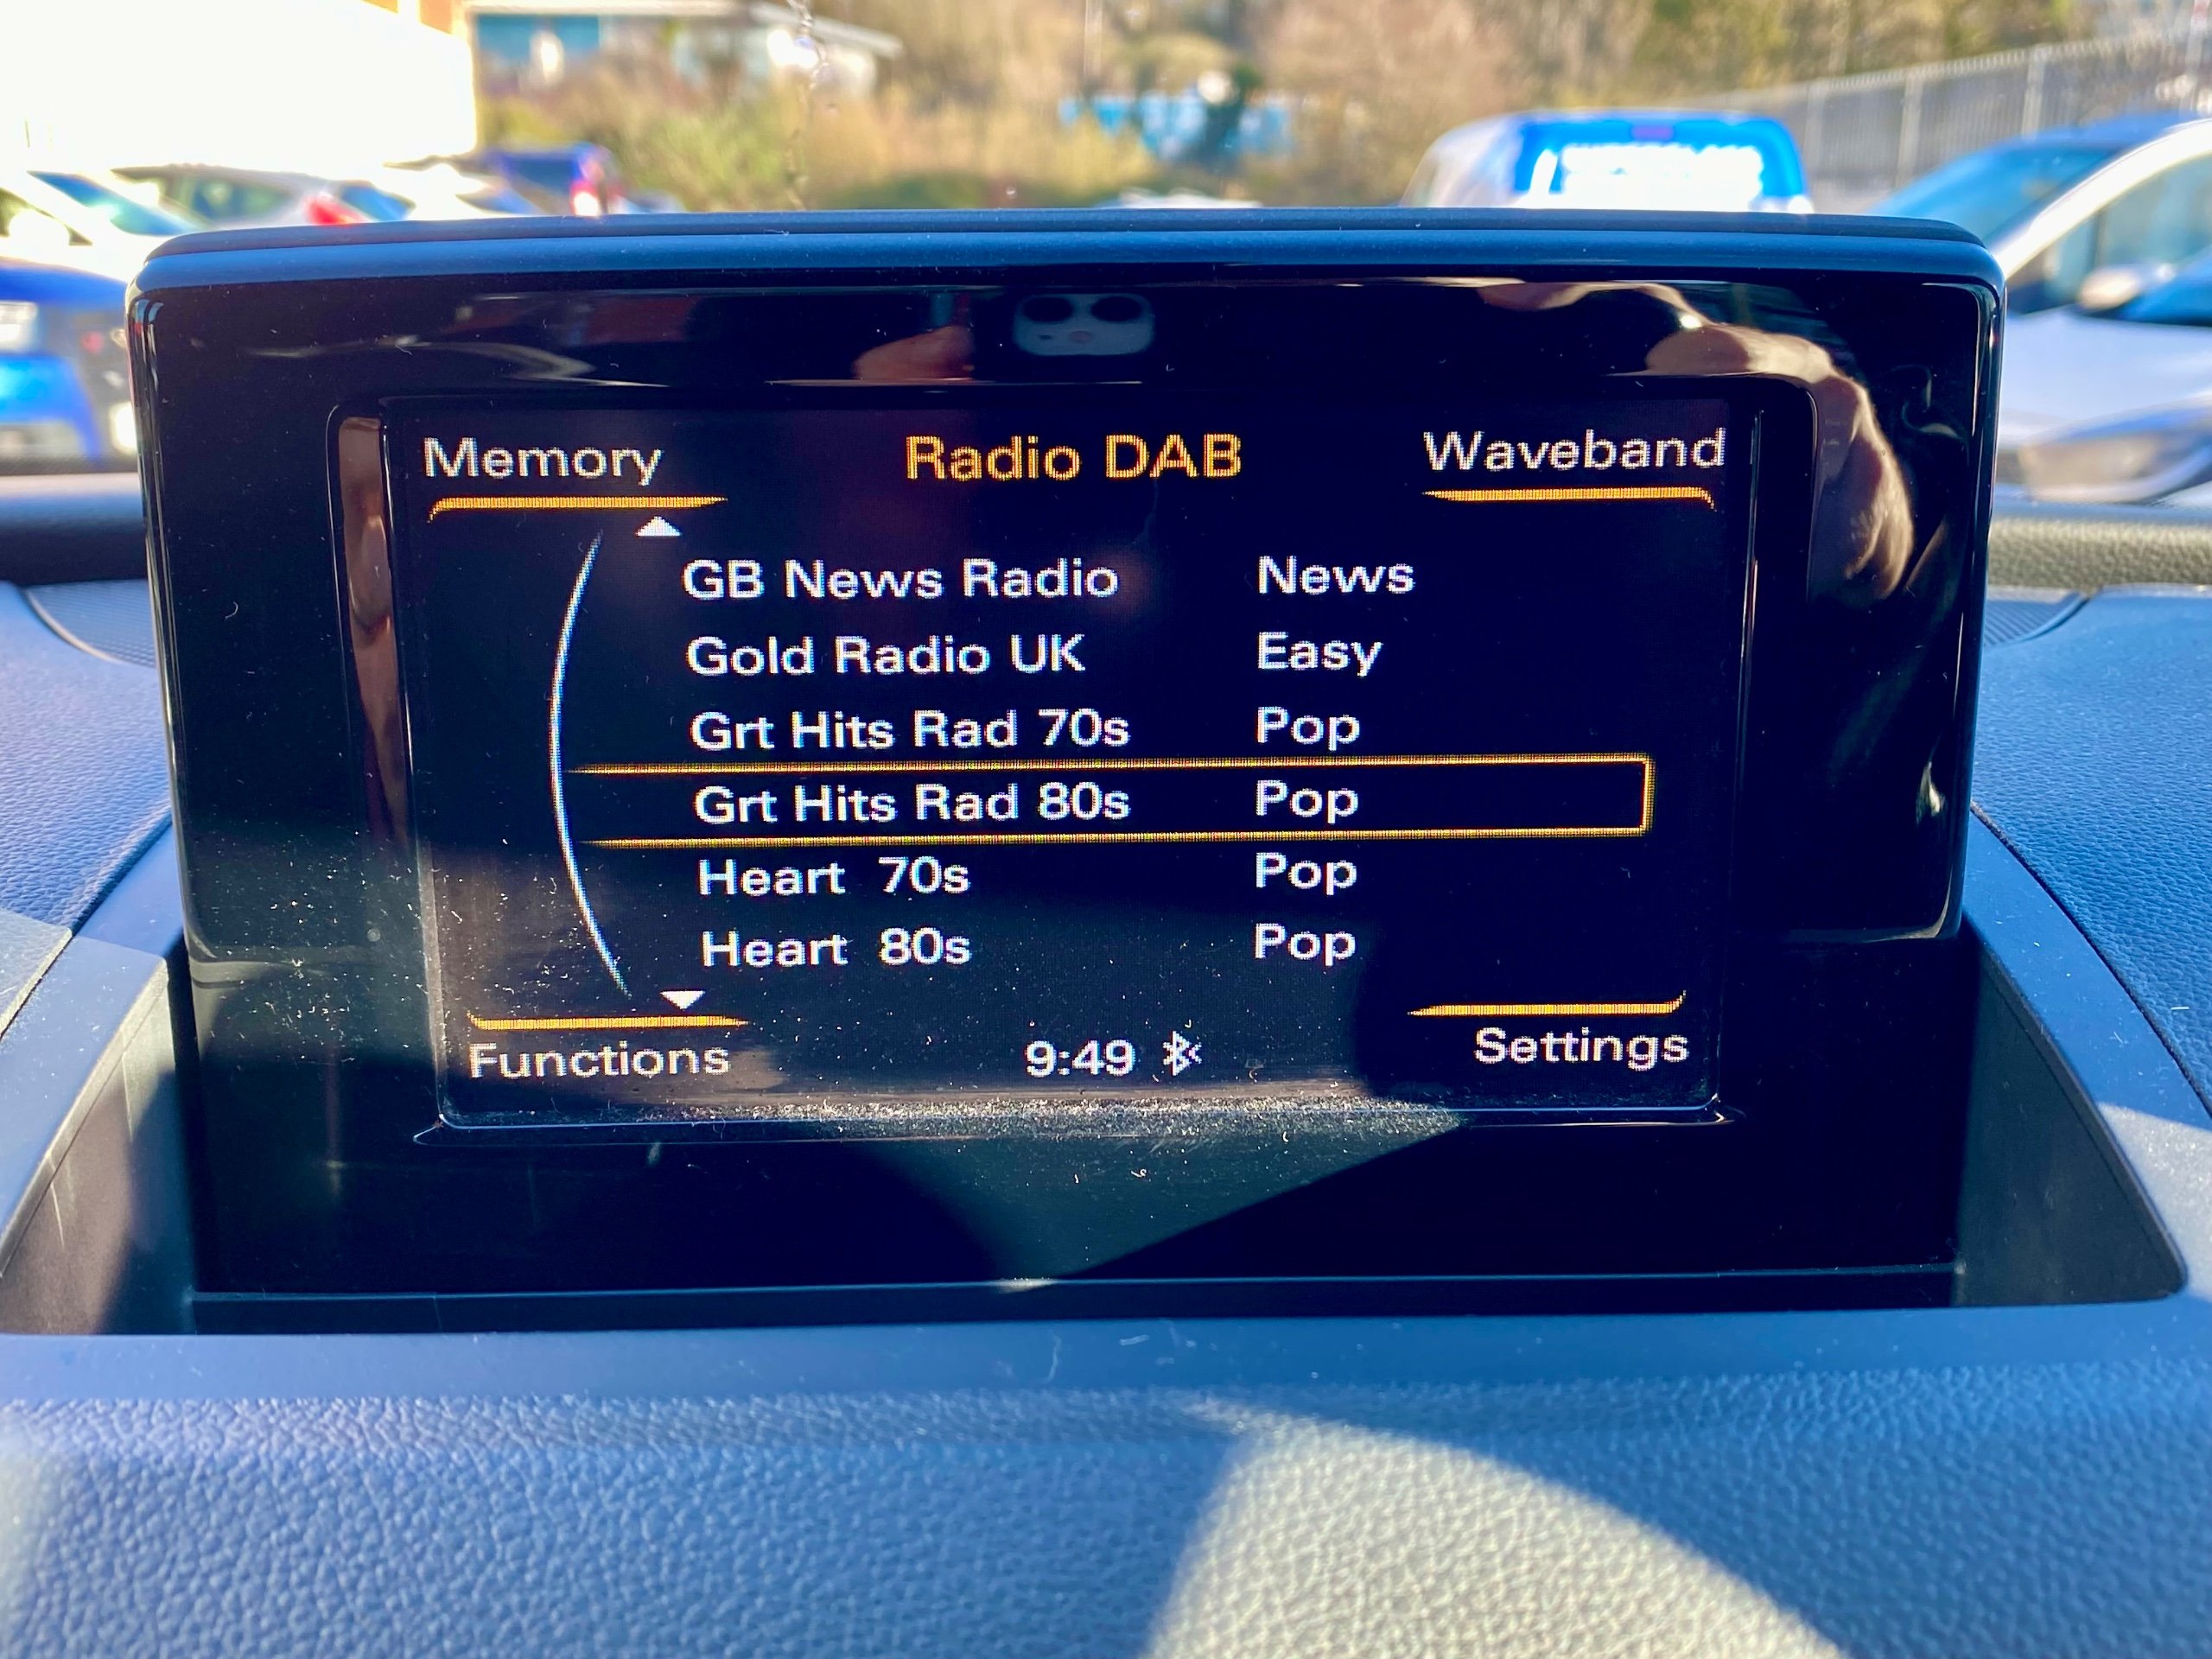 Memory Radio DAB Waveband
GB News Radio News
Gold Radio UK Easy
Grt Hits Rad 70s Pop
Grt Hits Rad 80s Pop
Heart 70s Pop
Heart 80s Pop
Functions 9:49 Settings